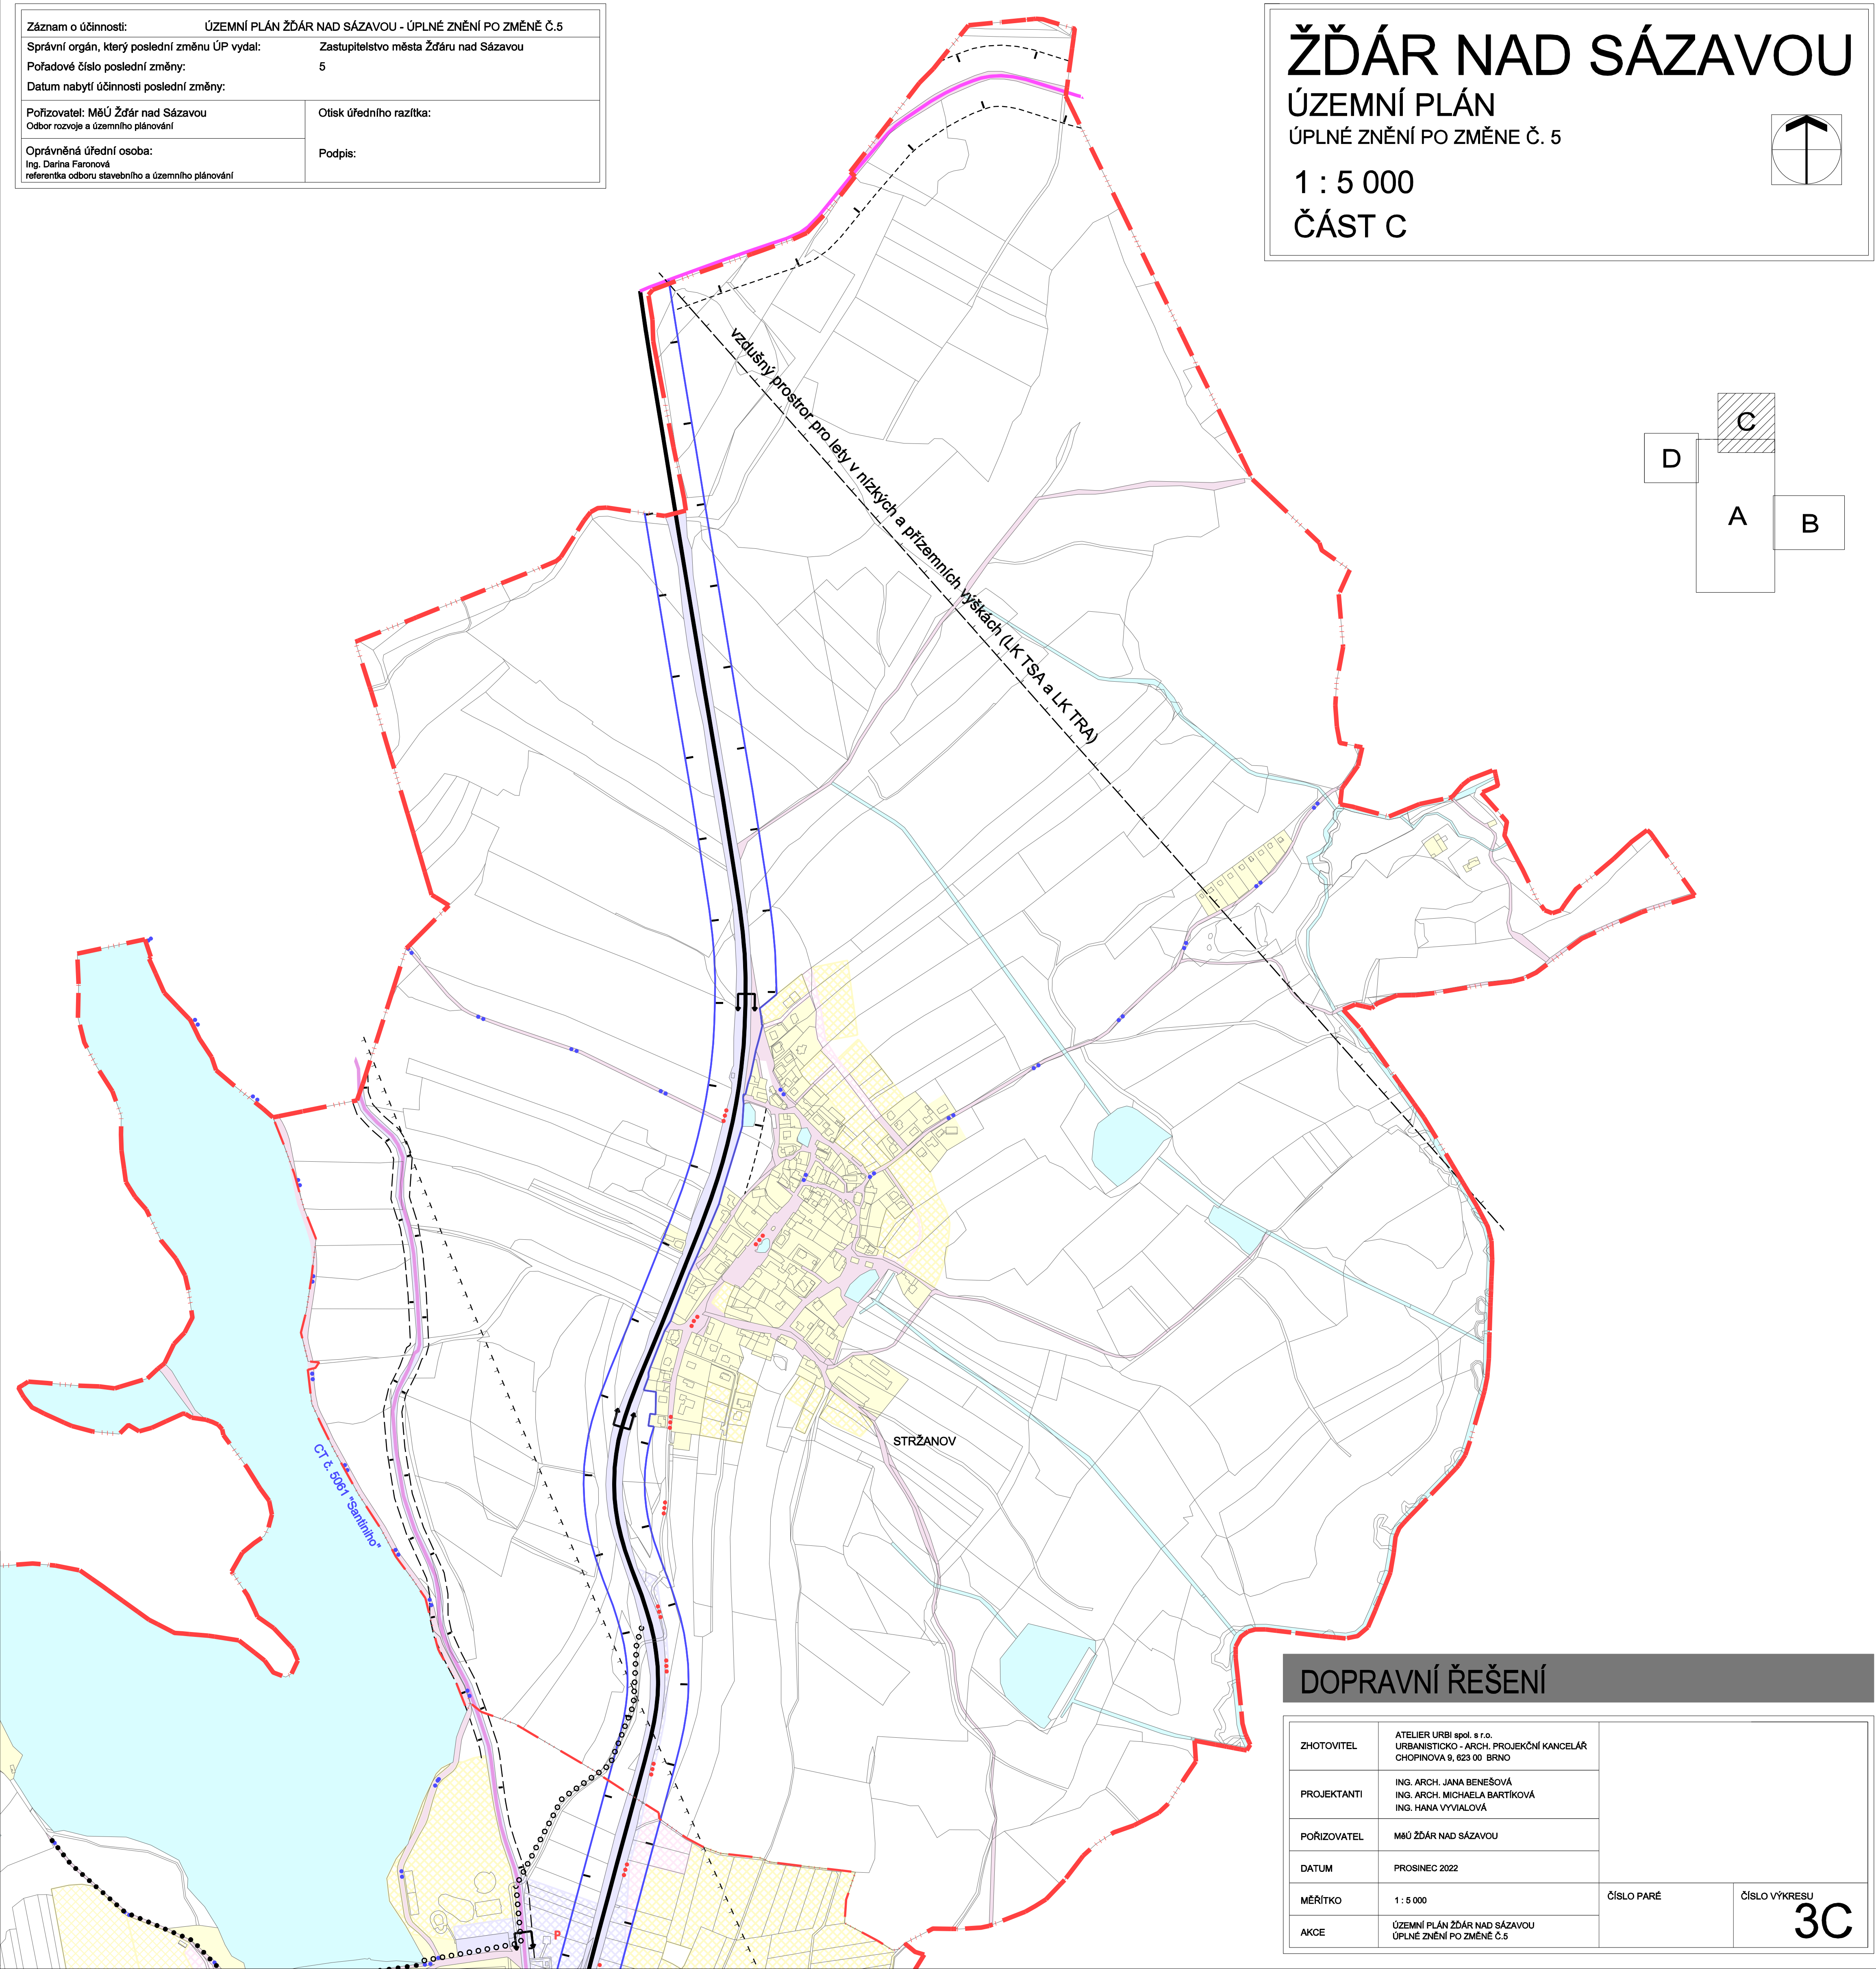 Záznam o účinnosti: ÚZEMNÍ PLÁN ŽĎÁR NAD SÁZAVOU - ÚPLNÉ ZNĚNÍ PO ZMĚNĚ Č.5
Správní orgán, který poslední změnu ÚP vydal: Zastupitelstvo města Žďáru nad Sázavou
Pořadové číslo poslední změny: 5
Datum nabytí účinnosti poslední změny:
Pořizovatel: MěÚ Žďár nad Sázavou
Odbor rozvoje a územního plánování
Otisk úředního razítka:
Oprávněná úřední osoba:
Ing. Darina Faronová
referentka odboru stavebního a územního plánování
Podpis:
ŽĎÁR NAD SÁZAVOU
ÚZEMNÍ PLÁN
ÚPLNÉ ZNĚNÍ PO ZMĚNE Č. 5
1 : 5 000
ČÁST C
C
D
A
B
vzdušný prostror pro lety v nízkých a přízemních výškách (LK TSA a LK TRA)
STRŽANOV
CT č. 5061 "Santiniho"
P
DOPRAVNÍ ŘEŠENÍ
ZHOTOVITEL
ATELIER URBI spol. s r.o.
URBANISTICKO - ARCH. PROJEKČNÍ KANCELÁŘ
CHOPINOVA 9, 623 00 BRNO
PROJEKTANTI
ING. ARCH. JANA BENEŠOVÁ
ING. ARCH. MICHAELA BARTÍKOVÁ
ING. HANA VYVIALOVÁ
POŘIZOVATEL MěÚ ŽĎÁR NAD SÁZAVOU
DATUM PROSINEC 2022
MĚŘÍTKO 1 : 5 000
AKCE
ÚZEMNÍ PLÁN ŽĎÁR NAD SÁZAVOU
ÚPLNÉ ZNĚNÍ PO ZMĚNĚ Č.5
ČÍSLO PARÉ
ČÍSLO VÝKRESU
3C